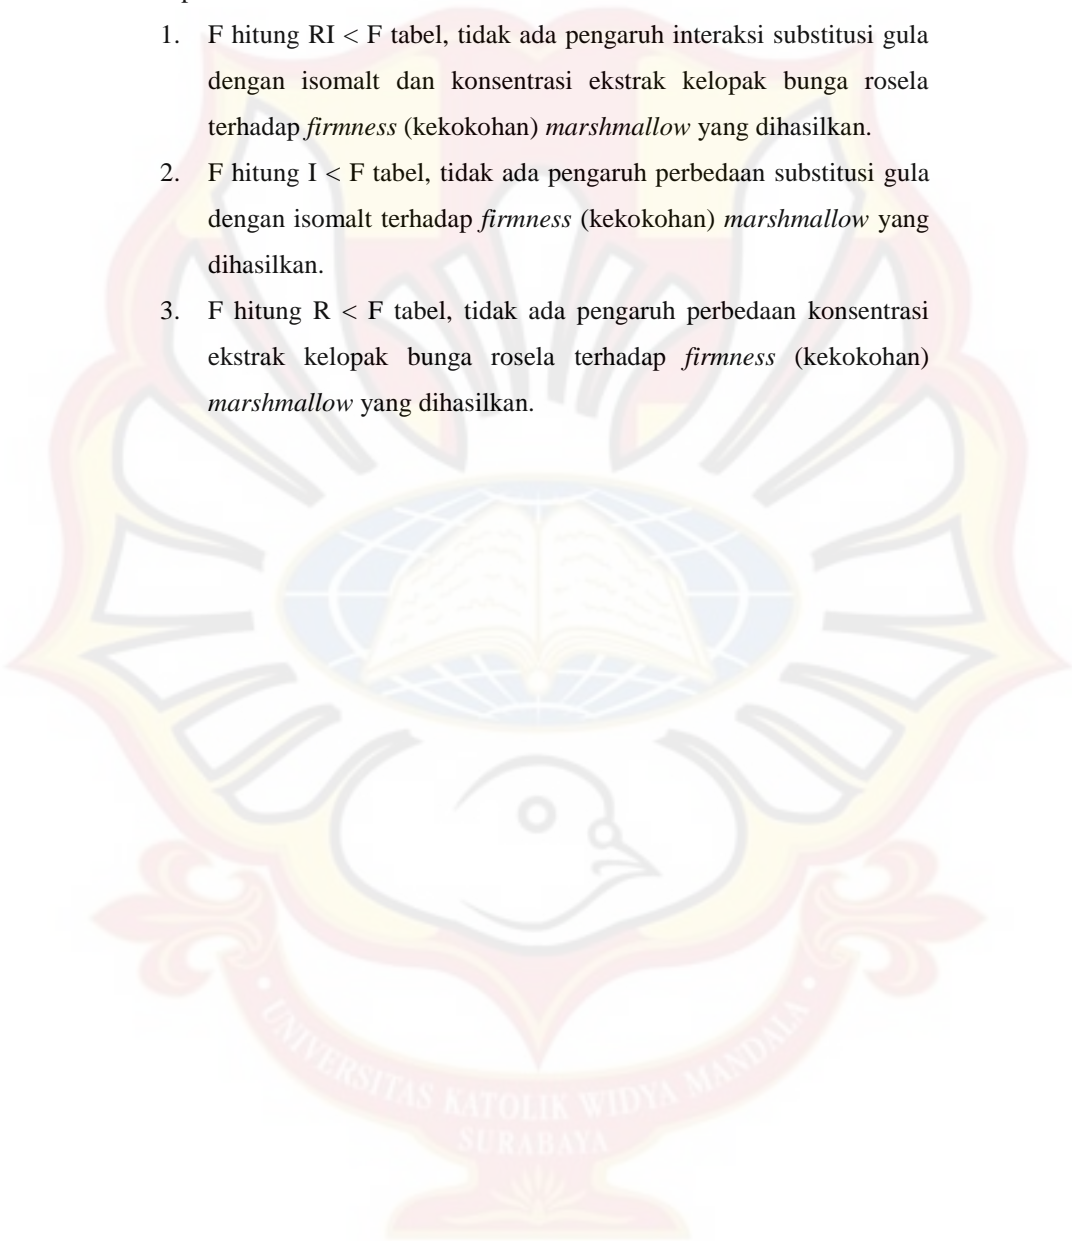 1. F hitung RI < F tabel, tidak ada pengaruh interaksi substitusi gula
dengan isomalt dan konsentrasi ekstrak kelopak bunga rosela
terhadap firmness (kekokohan) marshmallow yang dihasilkan.
2. F hitung I < F tabel, tidak ada pengaruh perbedaan substitusi gula
dengan isomalt terhadap firmness (kekokohan) marshmallow yang
dihasilkan.
3. F hitung R < F tabel, tidak ada pengaruh perbedaan konsentrasi
ekstrak kelopak bunga rosela terhadap firmness (kekokohan)
marshmallow yang dihasilkan.
• UNIVERSITAS KATOLIK WIDYA MANDALA •
SURABAYA